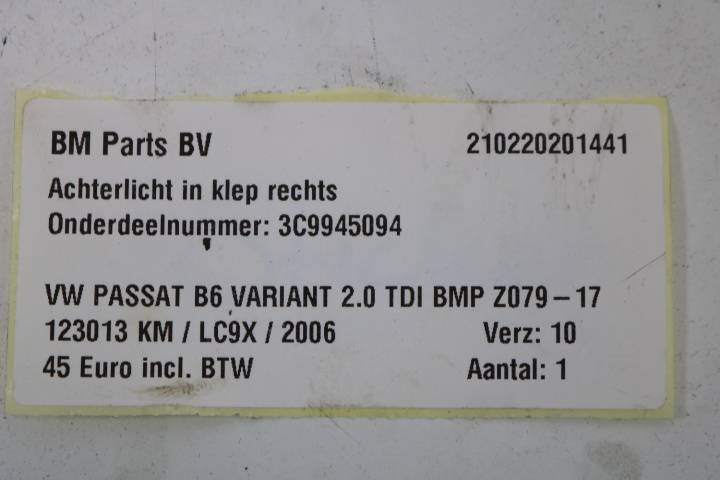 BM Parts BV 210220201441
Achterlicht in klep rechts
Onderdeelnummer: 3C9945094
VW PASSAT B6 VARIANT 2.0 TDI BMP Z079-17
123013 KM / LC9X / 2006 Verz: 10
45 Euro incl. BTW Aantal: 1